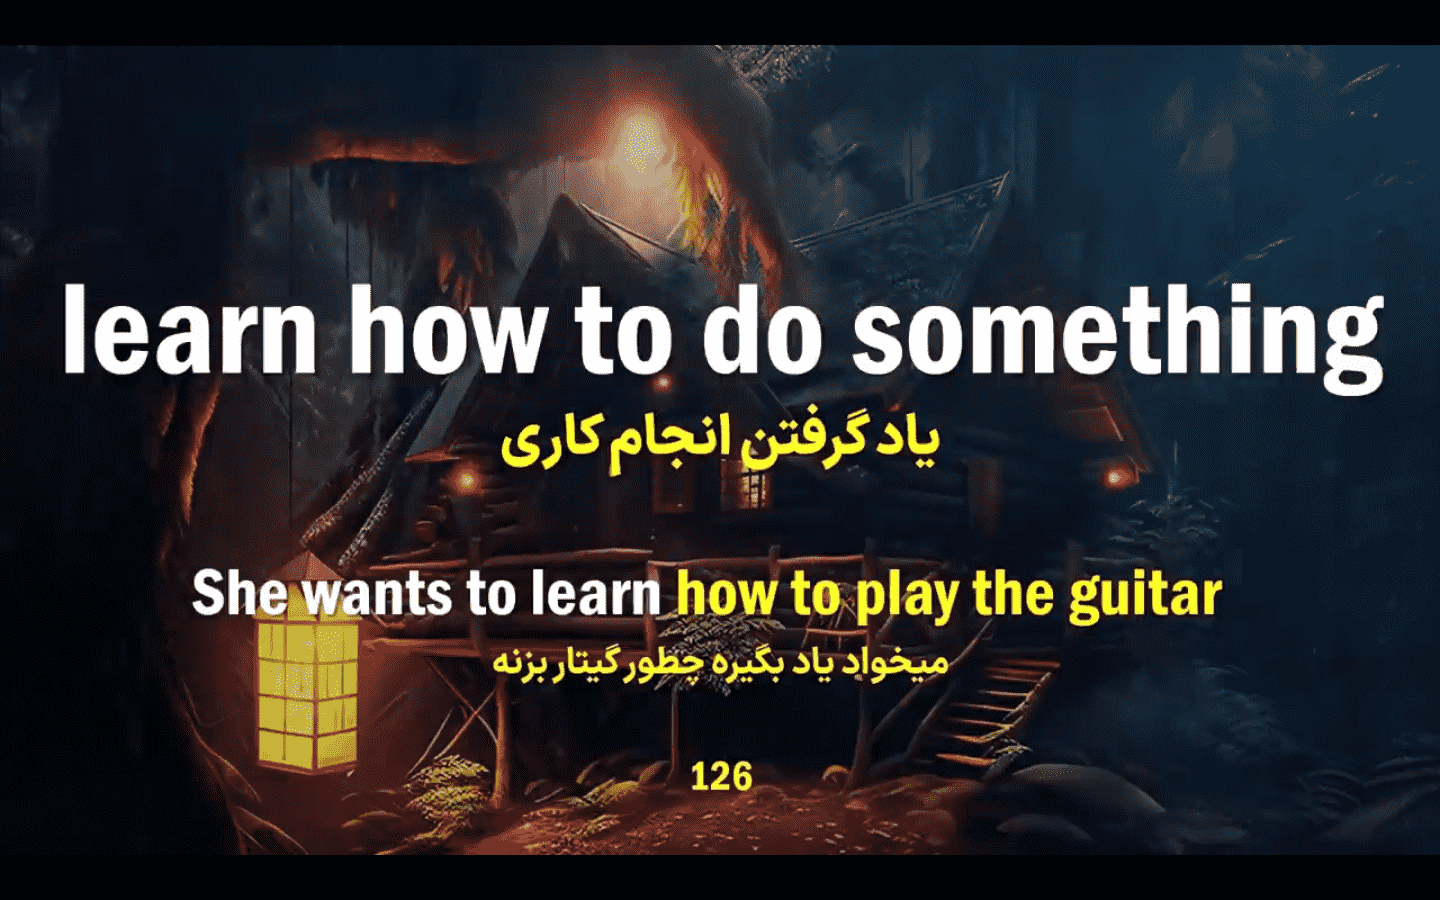 learn how to do something
یاد گرفتن انجام کاری
She wants to learn how to play the guitar
میخواد یاد بگیره چطور گیتار بزنه
126